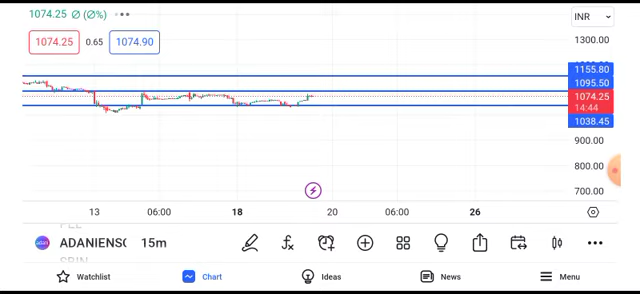 1074.25 ∅ (∅%)
INR
1074.25 0.65 1074.90
1300.00
1155.80
1095.50
1074.25
14:44
1038.45
900.00
800.00
700.00
13 06:00 18 20 06:00 26
ADANIENSO 15m
Watchlist Chart Ideas News Menu